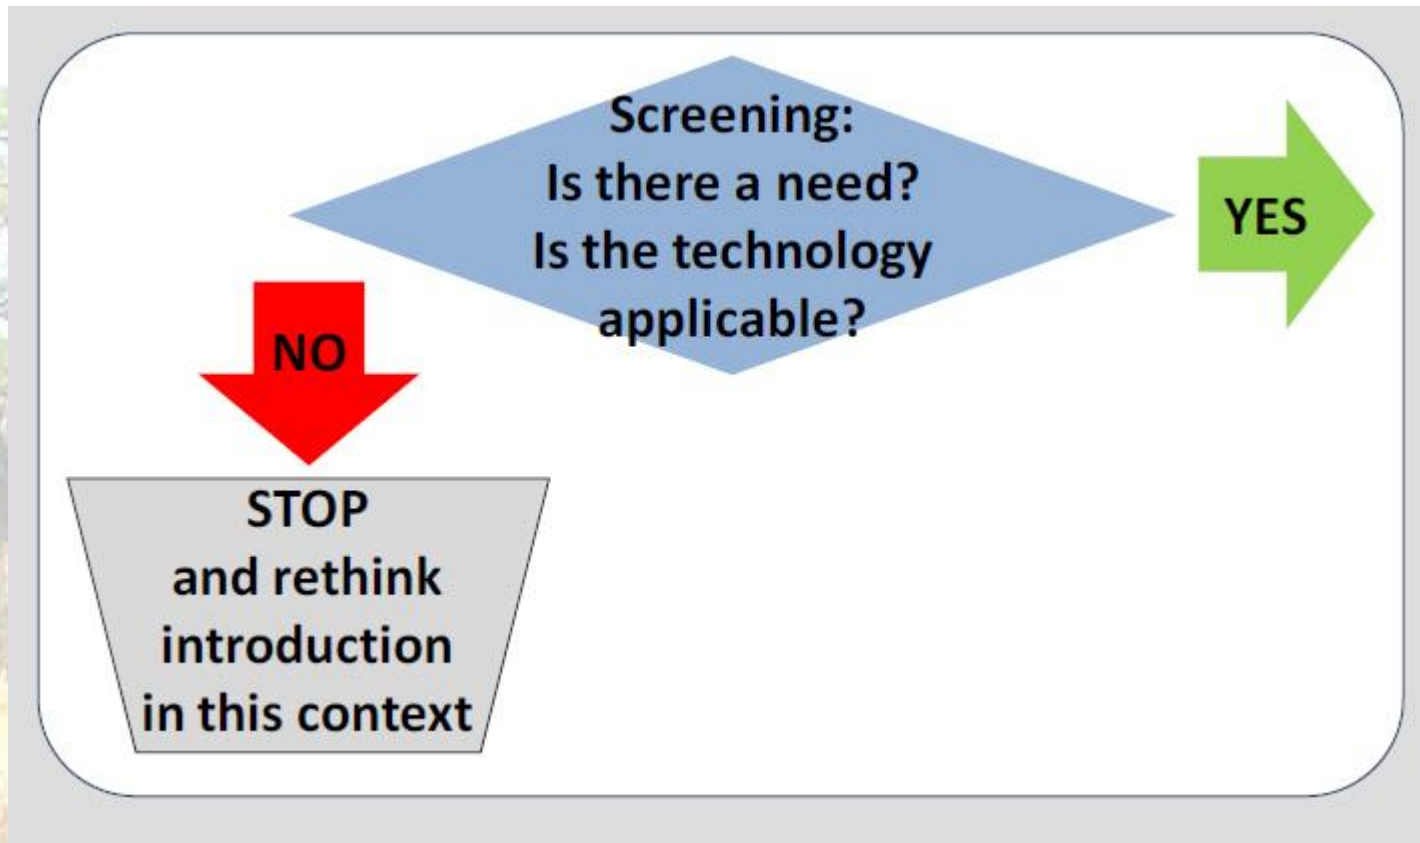 Screening:
Is there a need?
Is the technology
applicable?
YES
NO
STOP
and rethink
introduction
in this context